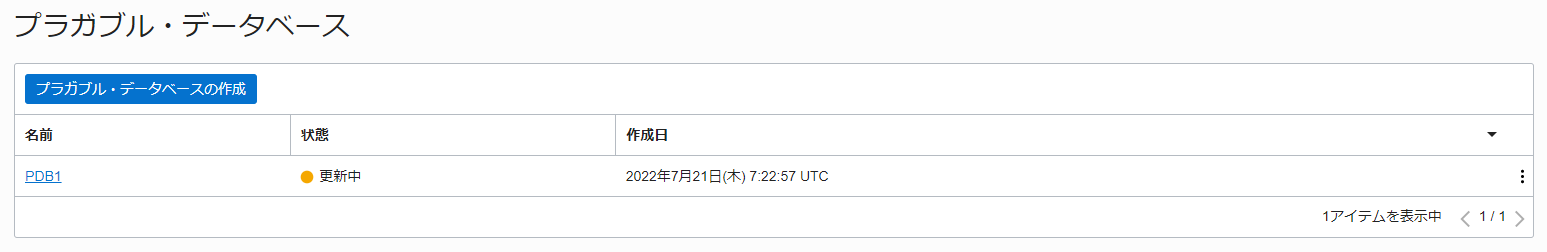 プラガブル・データベース
プラガブル・データベースの作成
名前 状態 作成日
PDB1 更新中 2022年7月21日(木) 7:22:57 UTC
1アイテムを表示中 1 / 1